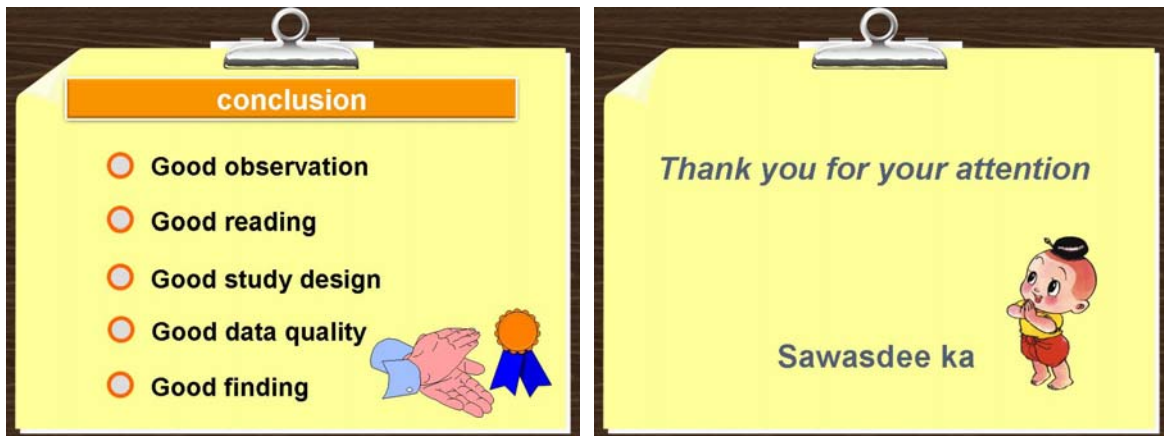 conclusion
Good observation
Good reading
Good study design
Good data quality
Good finding
Thank you for your attention
Sawasdee ka